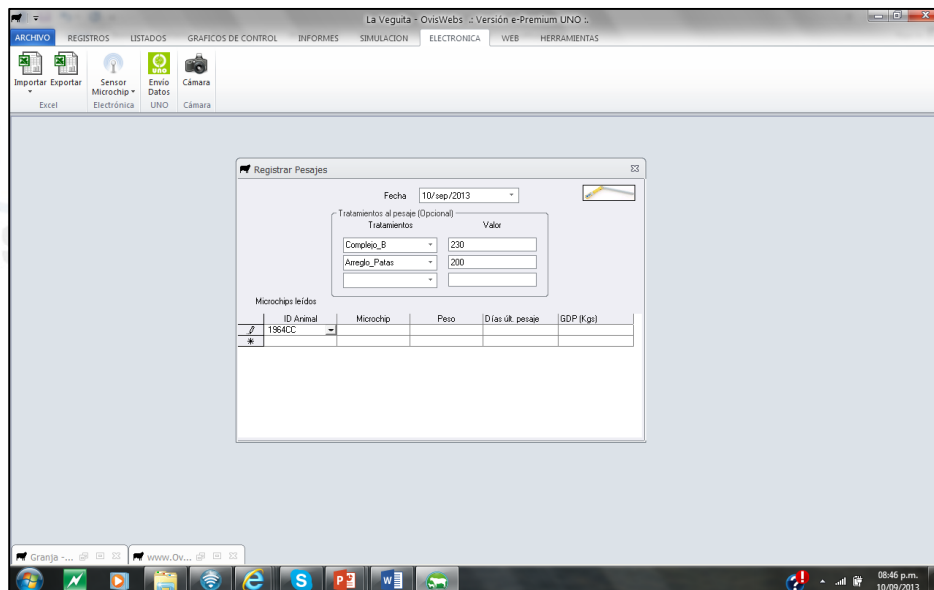 La Veguita - OvisWebs .: Versión e-Premium UNO :.
ARCHIVO REGISTROS LISTADOS GRAFICOS DE CONTROL INFORMES SIMULACION ELECTRONICA WEB HERRAMIENTAS
Importar Exportar Sensor Microchip Envío Datos Cámara
Excel Electrónica UNO Cámara
Registrar Pesajes
Fecha 10/sep/2013
Tratamientos al pesaje (Opcional)
Tratamientos Valor
Complejo_B 230
Arreglo_Patas 200
Microchips leídos
ID Animal Microchip Peso Días últ. pesaje GDP (Kgs)
1964CC
Granja -... www.Ov...
08:46 p.m.
10/09/2013